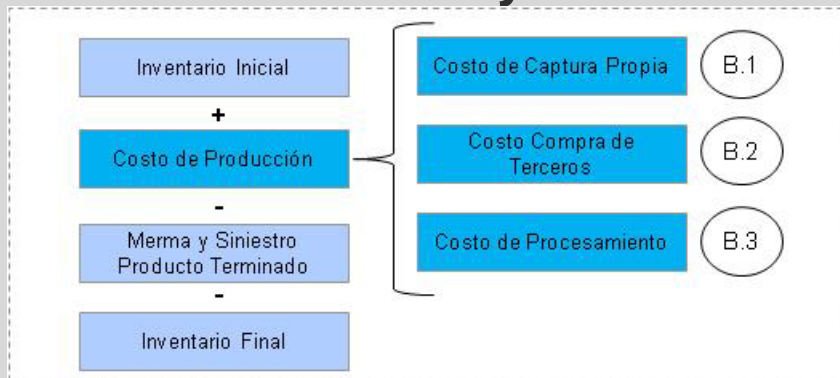 Inventario Inicial
+
Costo de Producción
-
Merma y Siniestro
Producto Terminado
-
Inventario Final
Costo de Captura Propia
B.1
Costo Compra de
Terceros
B.2
Costo de Procesamiento
B.3